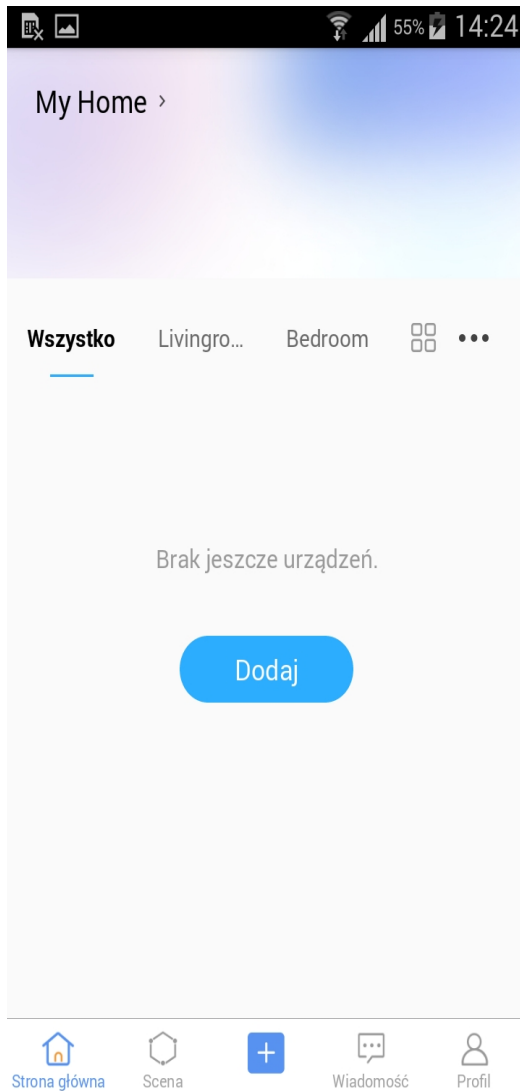 55% 14:24
My Home
Wszystko Livingro... Bedroom
Brak jeszcze urządzeń.
Dodaj
Strona główna Scena Wiadomość Profil